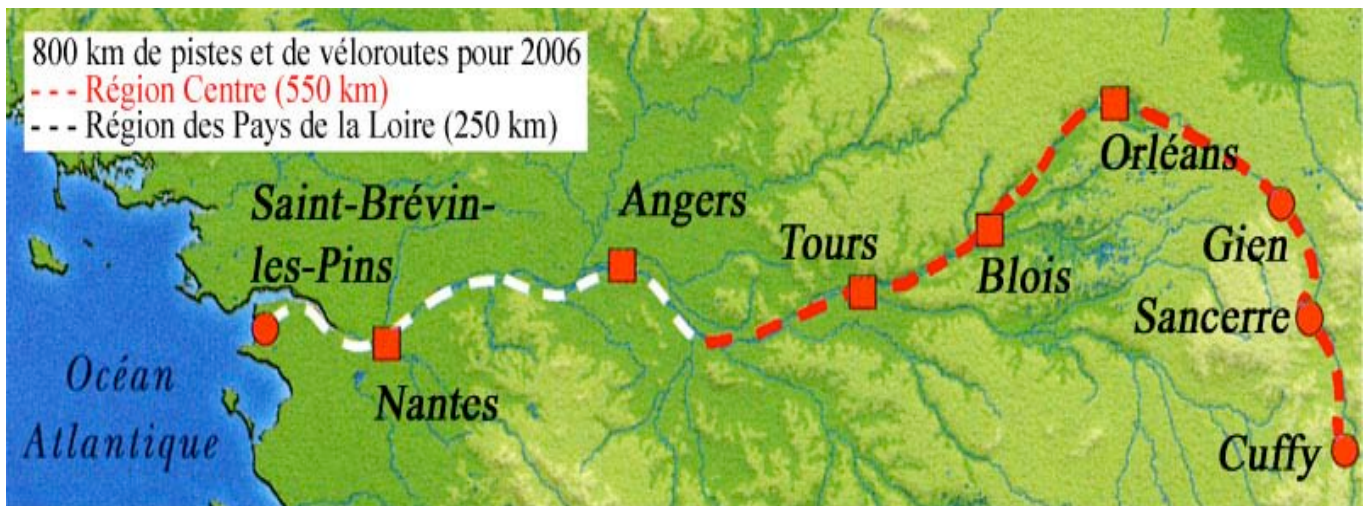 800 km de pistes et de véloroutes pour 2006
--- Région Centre (550 km)
--- Région des Pays de la Loire (250 km)
Orléans
Saint-Brévin-
les-Pins
Angers
Tours
Gien
Blois
Sancerre
Océan
Atlantique
Nantes
Cuffy